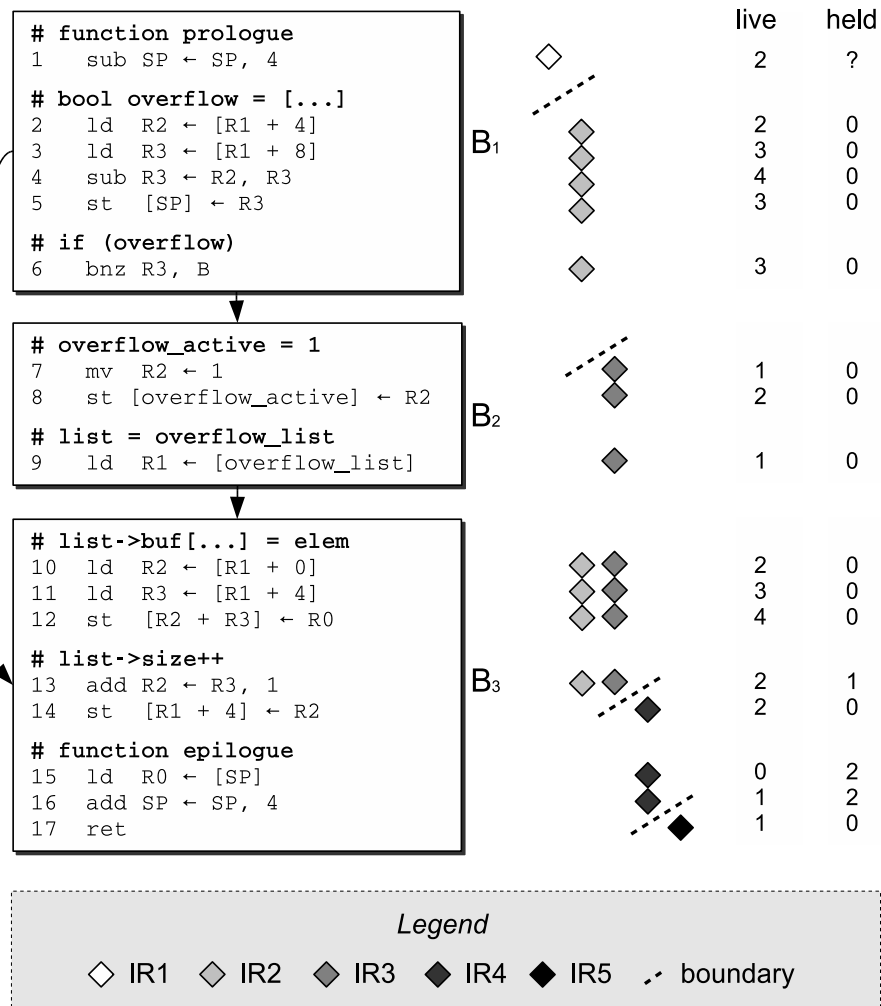 live held
# function prologue
1 sub SP ← SP, 4 2 ?
# bool overflow = [...]
2 ld R2 ← [R1 + 4] 2 0
3 ld R3 ← [R1 + 8] B1 3 0
4 sub R3 ← R2, R3 4 0
5 st [SP] ← R3 3 0
# if (overflow)
6 bnz R3, B 3 0
# overflow_active = 1
7 mv R2 ← 1 1 0
8 st [overflow_active] ← R2 2 0
B2
# list = overflow_list
9 ld R1 ← [overflow_list] 1 0
# list->buf[...] = elem
10 ld R2 ← [R1 + 0] 2 0
11 ld R3 ← [R1 + 4] 3 0
12 st [R2 + R3] ← R0 4 0
# list->size++
13 add R2 ← R3, 1 B3 2 1
14 st [R1 + 4] ← R2 2 0
# function epilogue
15 ld R0 ← [SP] 0 2
16 add SP ← SP, 4 1 2
17 ret 1 0
Legend
IR1 IR2 IR3 IR4 IR5 boundary